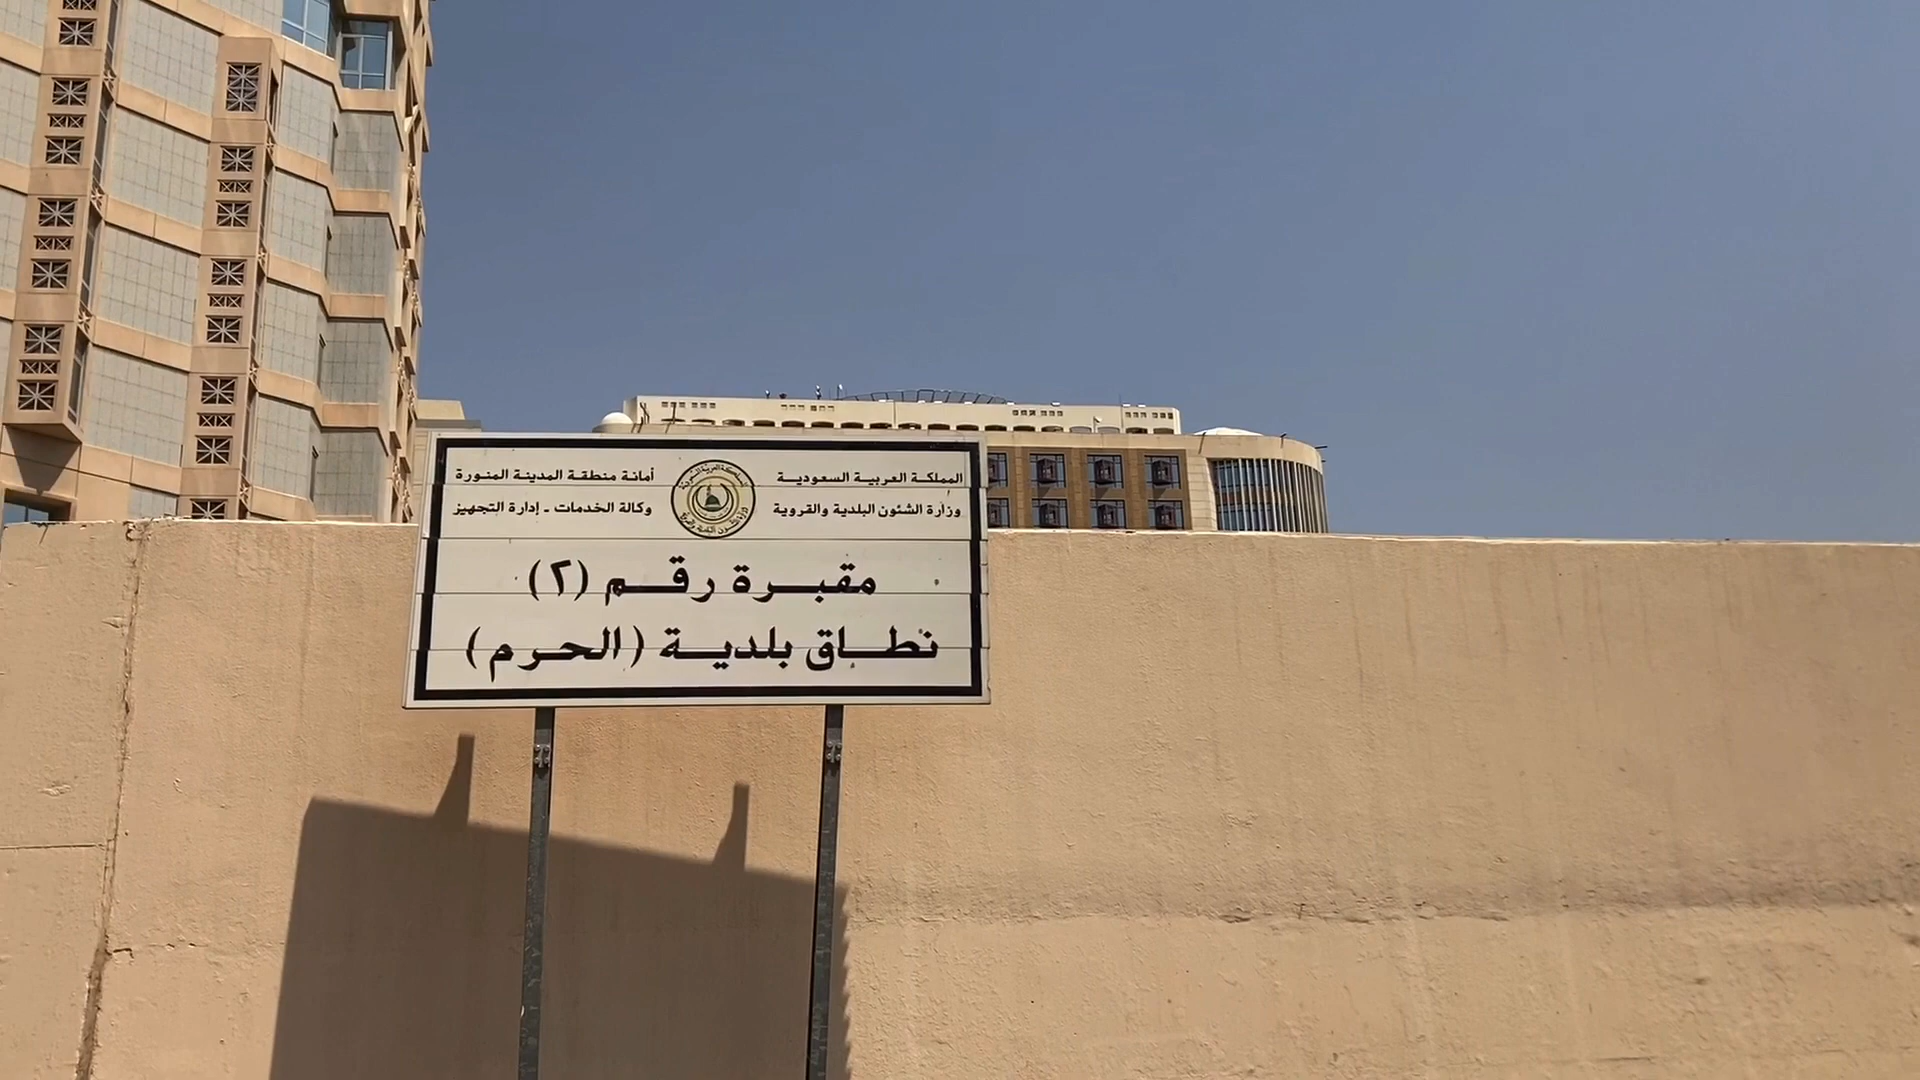 المملكة العربية السعودية
وزارة الشئون البلدية والقروية
أمانة منطقة المدينة المنورة
وكالة الخدمات - إدارة التجهيز
مقبرة رقم (٢)
نطاق بلدية (الحرم)